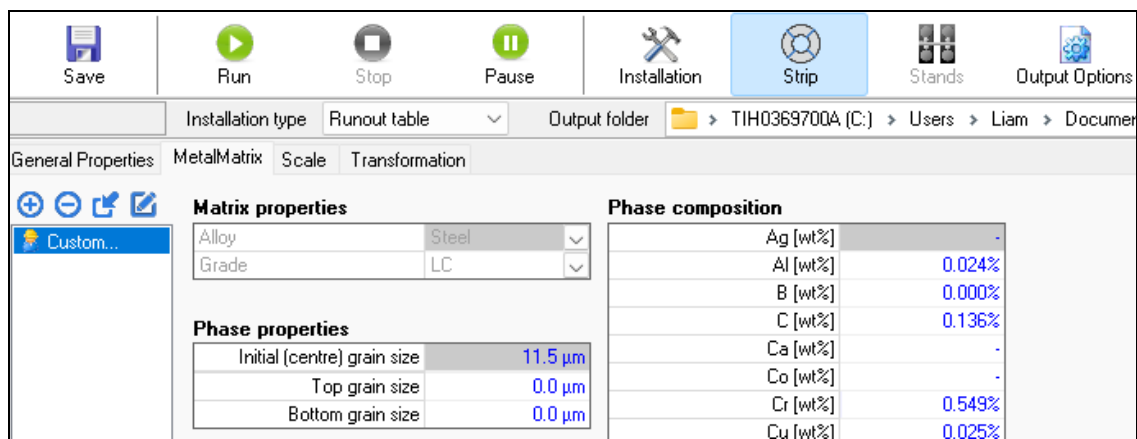 Save Run Stop Pause Installation Strip Stands Output Options
Installation type Runout table Output folder > TIH0369700A (C:) > Users > Liam > Documen
General Properties MetalMatrix Scale Transformation
Custom...
Matrix properties
Alloy Steel
Grade LC
Phase properties
Initial (centre) grain size 11.5 µm
Top grain size 0.0 µm
Bottom grain size 0.0 µm
Phase composition
Ag [wt%] -
Al [wt%] 0.024%
B [wt%] 0.000%
C [wt%] 0.136%
Ca [wt%] -
Co [wt%] -
Cr [wt%] 0.549%
Cu [wt%] 0.025%